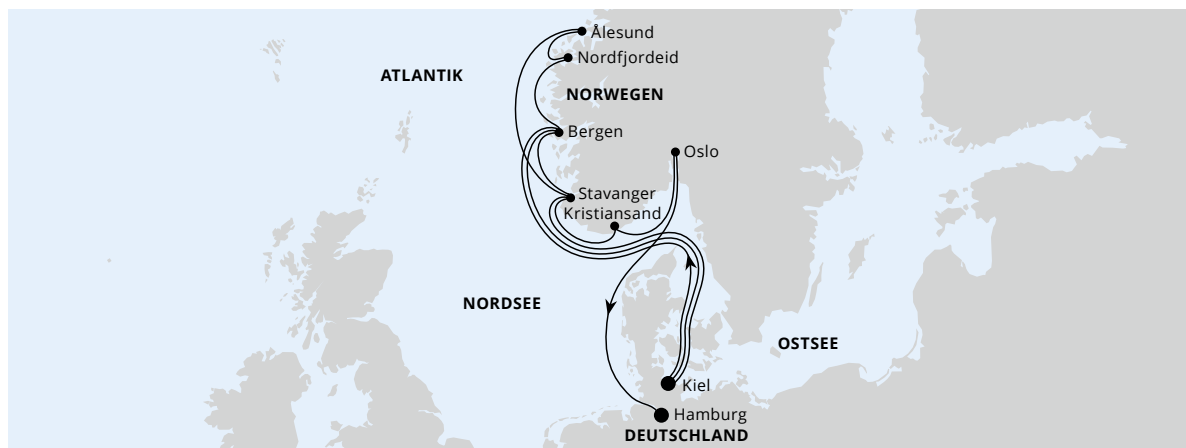 Ålesund
ATLANTIK
Nordfjordeid
NORWEGEN
Bergen
Oslo
Stavanger
Kristiansand
NORDSEE
OSTSEE
Kiel
Hamburg
DEUTSCHLAND